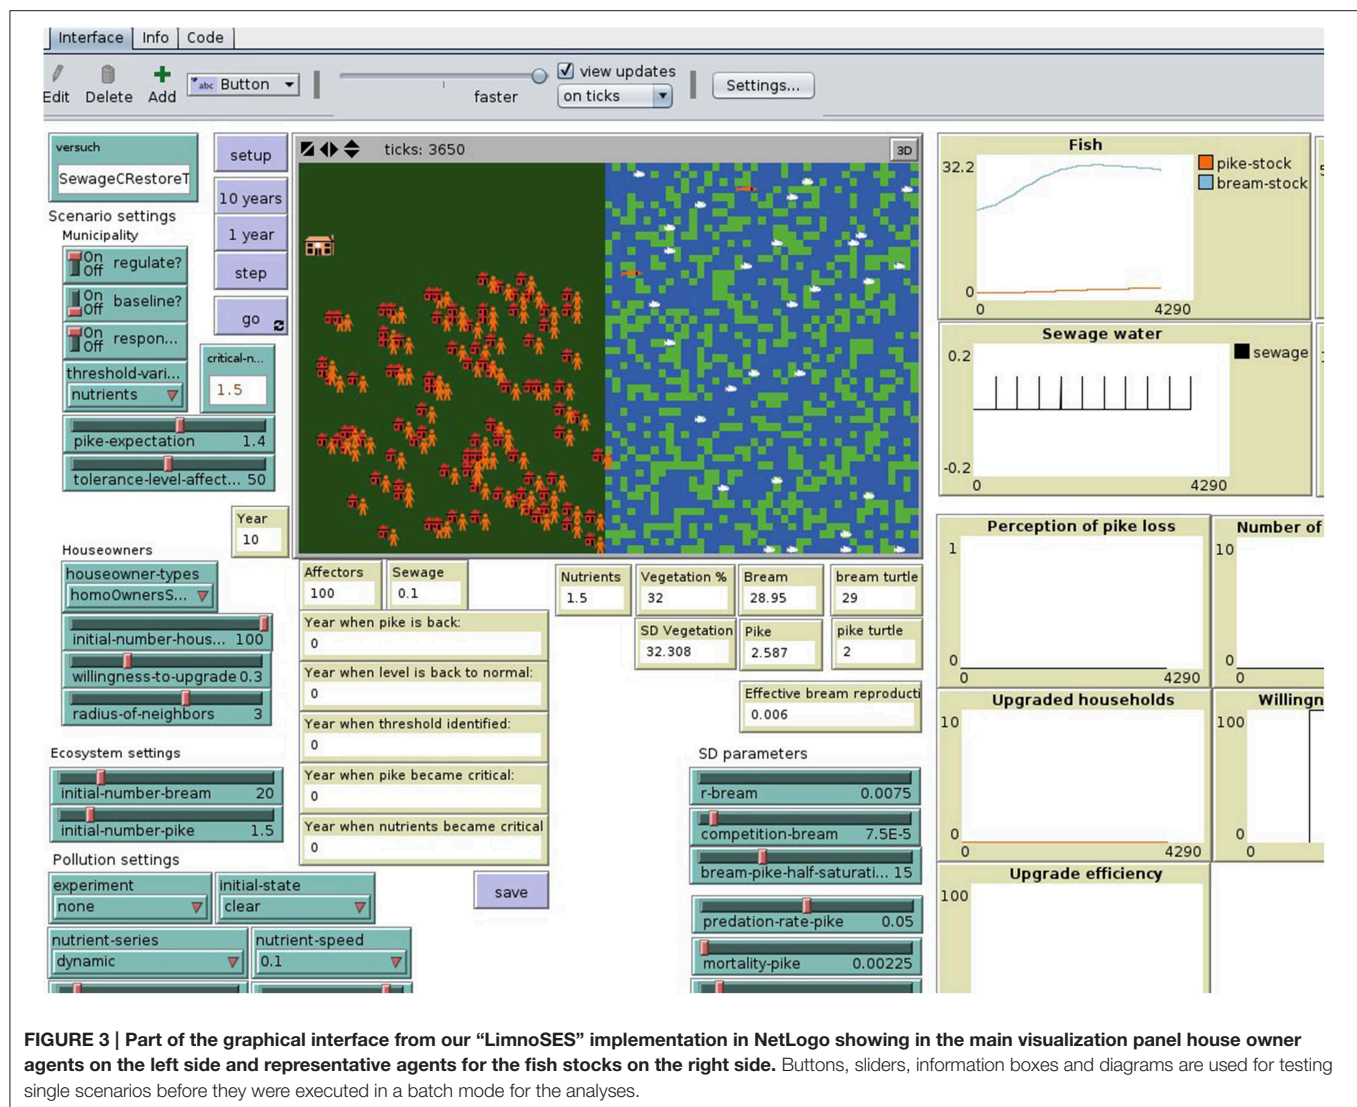 Interface Info Code
Edit Delete Add abc Button faster view updates on ticks Settings...
versuch
SewageCRestoreT
Scenario settings
Municipality
On Off regulate?
On Off baseline?
On Off respon...
threshold-vari...
nutrients
pike-expectation 1.4
tolerance-level-affect... 50
setup
10 years
1 year
step
go
critical-n...
1.5
Year
10
ticks: 3650 3D
Houseowners
houseowner-types
homoOwnersS...
initial-number-hous... 100
willingness-to-upgrade 0.3
radius-of-neighbors 3
Ecosystem settings
initial-number-bream 20
initial-number-pike 1.5
Pollution settings
experiment
none
initial-state
clear
nutrient-series
dynamic
nutrient-speed
0.1
Affectors
100
Sewage
0.1
Year when pike is back:
0
Year when level is back to normal:
0
Year when threshold identified:
0
Year when pike became critical:
0
Year when nutrients became critical
0
save
Nutrients
1.5
Vegetation %
32
Bream
28.95
bream turtle
29
SD Vegetation
32.308
Pike
2.587
pike turtle
2
Effective bream reproducti
0.006
SD parameters
r-bream 0.0075
competition-bream 7.5E-5
bream-pike-half-saturati... 15
predation-rate-pike 0.05
mortality-pike 0.00225
Fish
32.2
0
0 4290
pike-stock
bream-stock
Sewage water
0.2
-0.2
0 4290
sewage
Perception of pike loss
1
0
0 4290
Number of
10
0
Upgraded households
10
0
0 4290
Willingn
100
0
0
Upgrade efficiency
100
FIGURE 3 | Part of the graphical interface from our “LimnoSES” implementation in NetLogo showing in the main visualization panel house owner
agents on the left side and representative agents for the fish stocks on the right side. Buttons, sliders, information boxes and diagrams are used for testing
single scenarios before they were executed in a batch mode for the analyses.